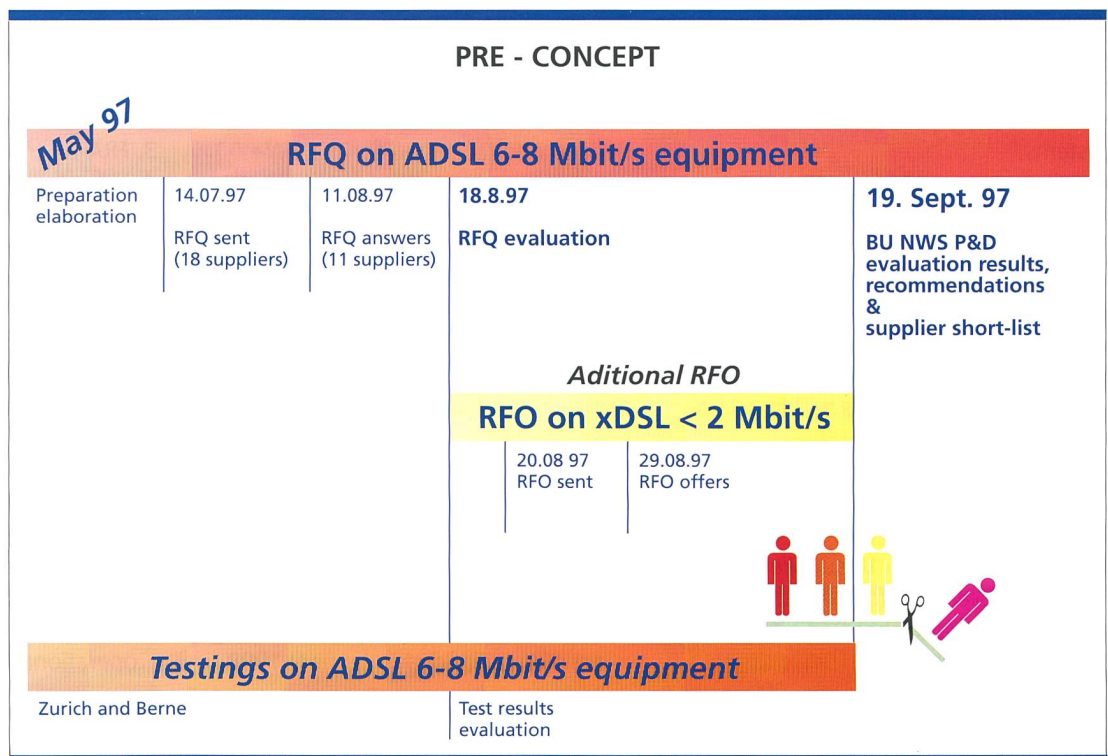 PRE - CONCEPT
May 97
RFQ on ADSL 6-8 Mbit/s equipment
Preparation
elaboration
14.07.97
RFQ sent
(18 suppliers)
11.08.97
RFQ answers
(11 suppliers)
18.8.97
RFQ evaluation
19. Sept. 97
BU NWS P&D
evaluation results,
recommendations
&
supplier short-list
Aditional RFO
RFO on xDSL < 2 Mbit/s
20.08 97
RFO sent
29.08.97
RFO offers
Testings on ADSL 6-8 Mbit/s equipment
Zurich and Berne
Test results
evaluation